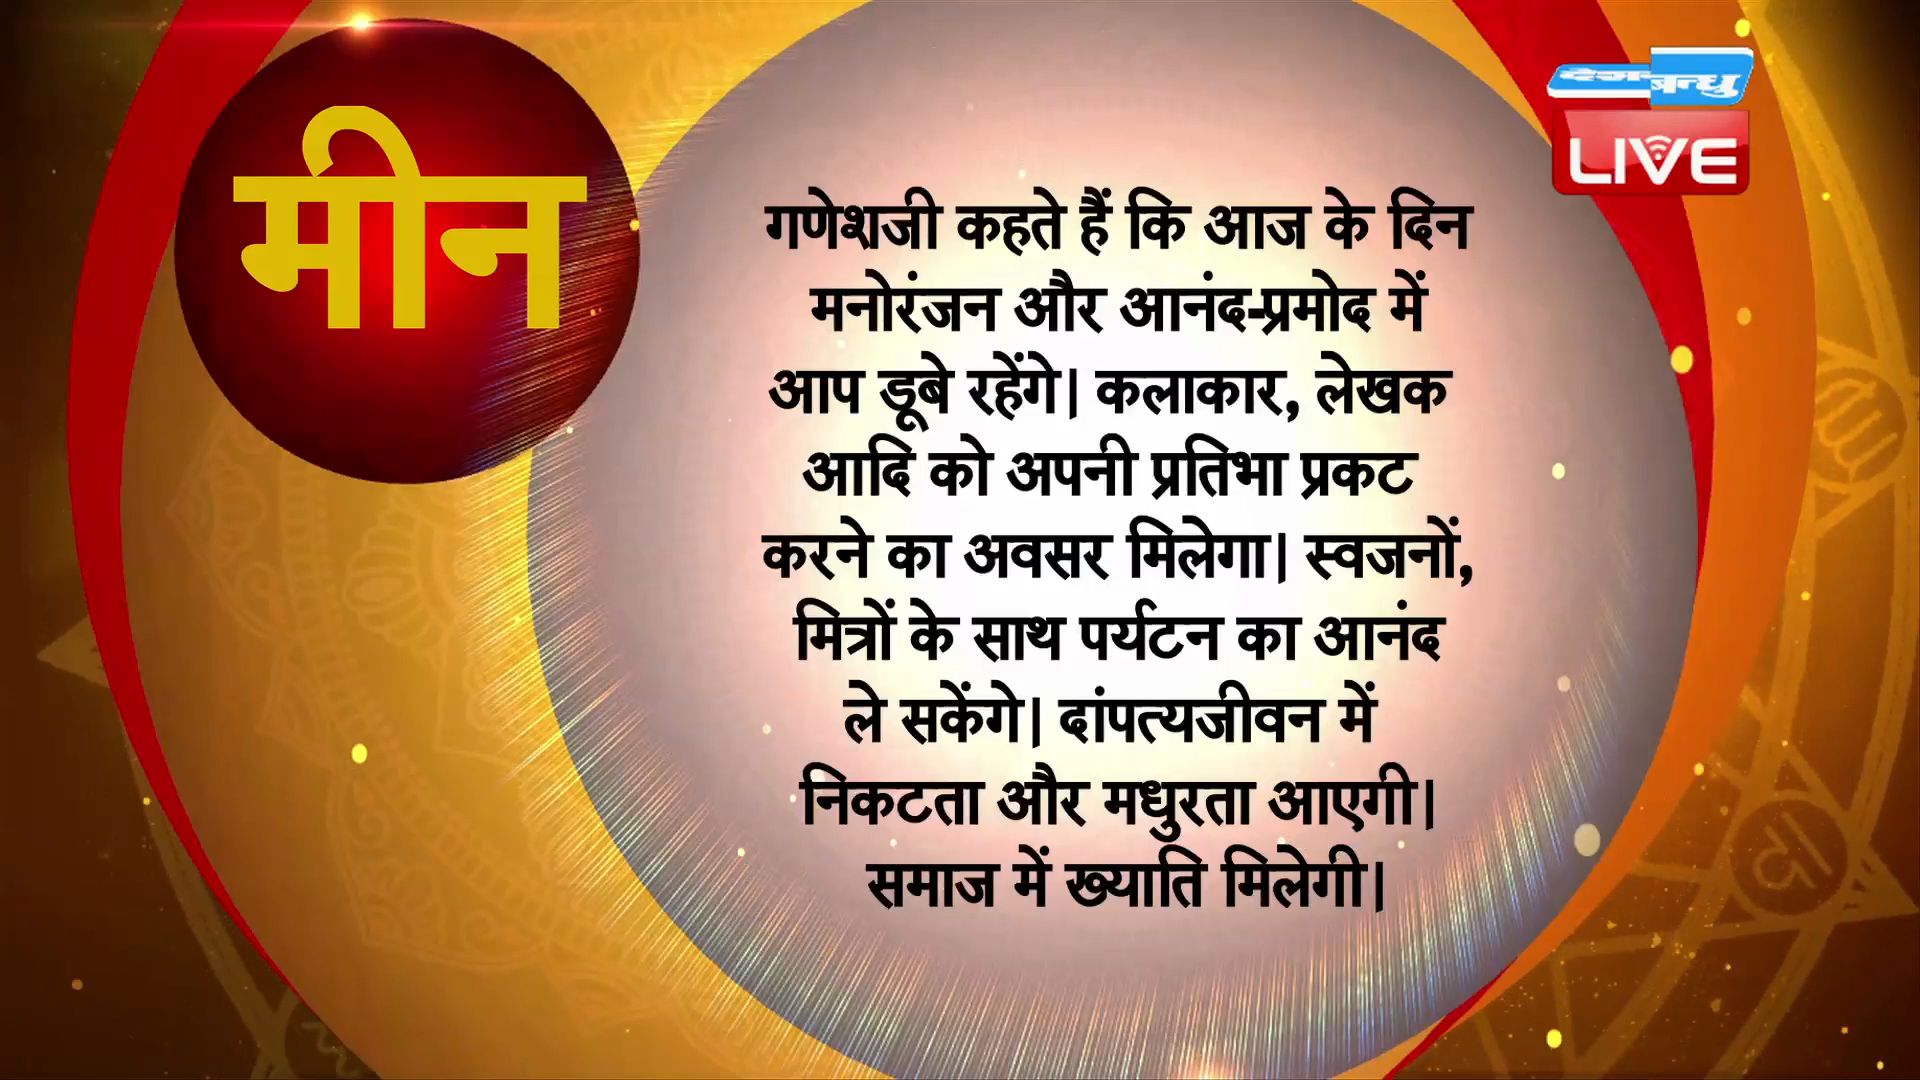 मीन
देशबन्धु
LIVE
गणेशजी कहते हैं कि आज के दिन
मनोरंजन और आनंद-प्रमोद में
आप डूबे रहेंगे| कलाकार, लेखक
आदि को अपनी प्रतिभा प्रकट
करने का अवसर मिलेगा| स्वजनों,
मित्रों के साथ पर्यटन का आनंद
ले सकेंगे| दांपत्यजीवन में
निकटता और मधुरता आएगी|
समाज में ख्याति मिलेगी|